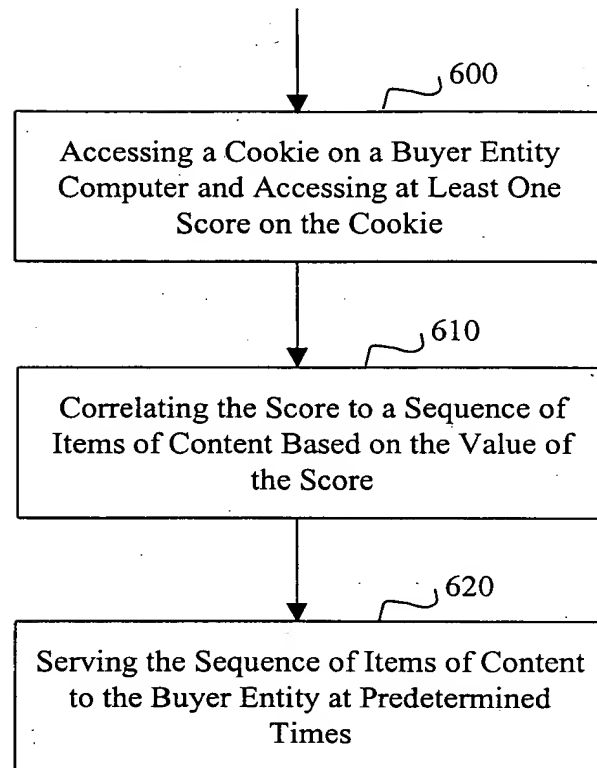 600
Accessing a Cookie on a Buyer Entity
Computer and Accessing at Least One
Score on the Cookie
610
Correlating the Score to a Sequence of
Items of Content Based on the Value of
the Score
620
Serving the Sequence of Items of Content
to the Buyer Entity at Predetermined
Times